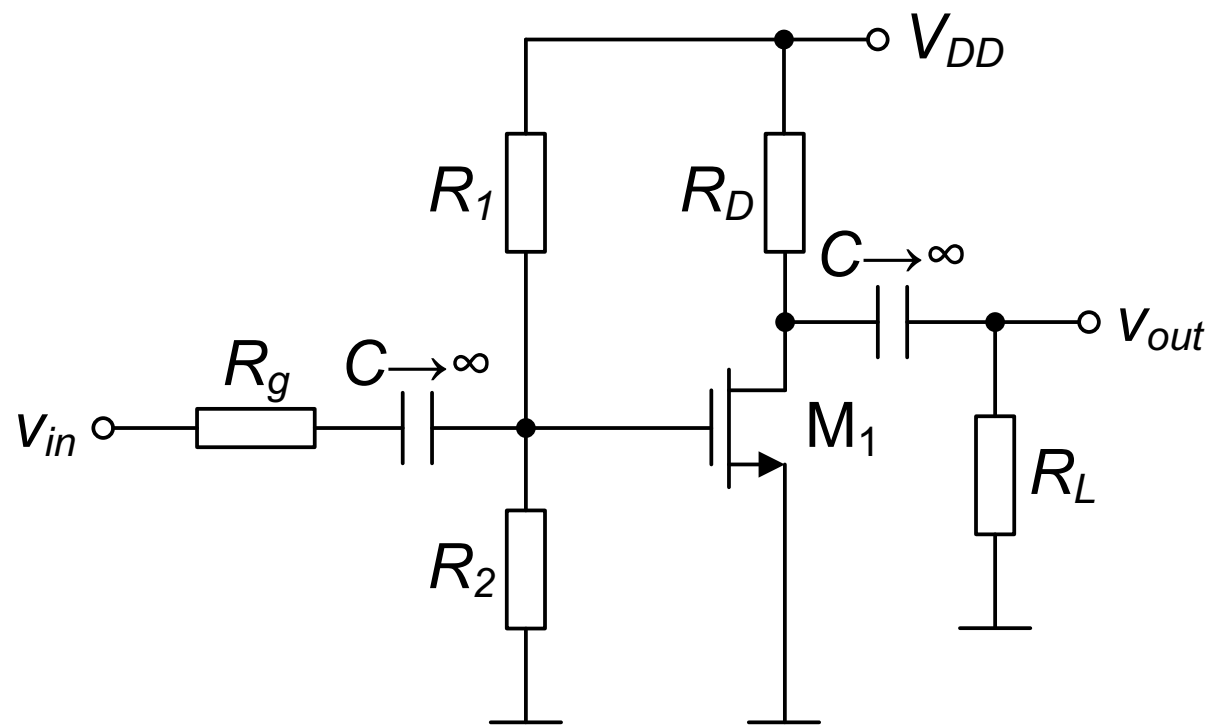 V_DD
R_1
R_D
C→∞
R_g
C→∞
v_in
v_out
M_1
R_L
R_2